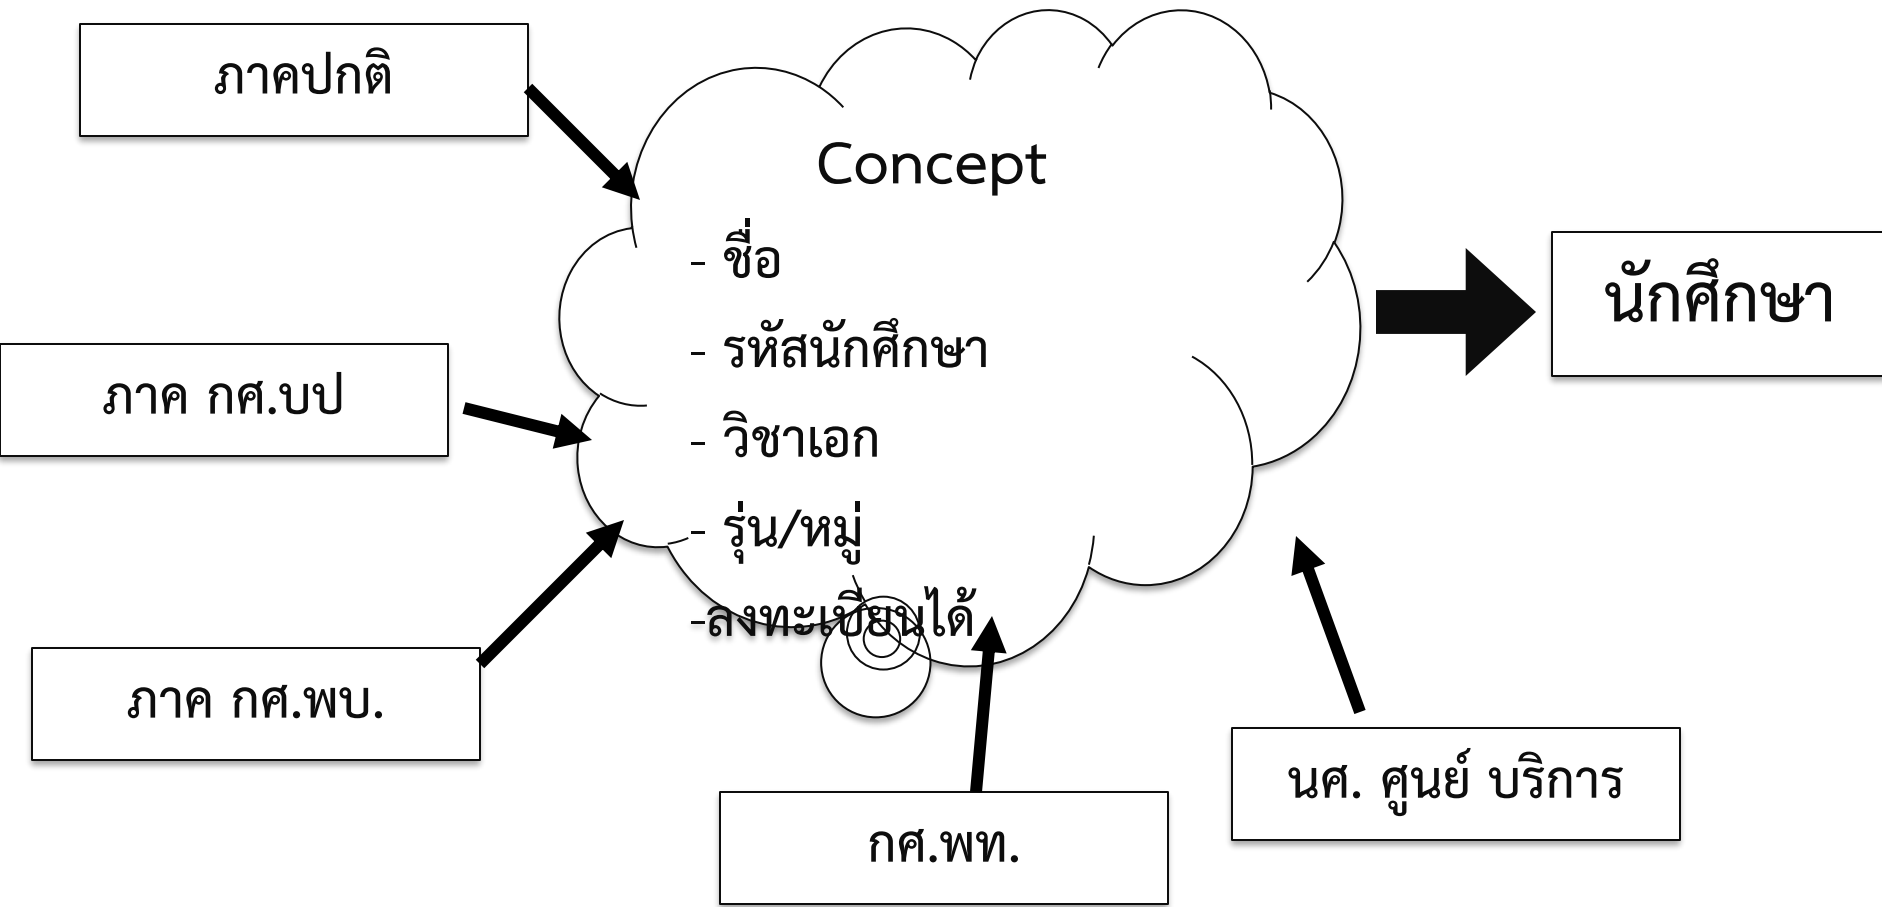 ภาคปกติ
Concept
- ชื่อ
- รหัสนักศึกษา
- วิชาเอก
- รุ่น/หมู่
-ลงทะเบียนได้
นักศึกษา
ภาค กศ.บป
ภาค กศ.พบ.
กศ.พท.
นศ. ศูนย์ บริการ